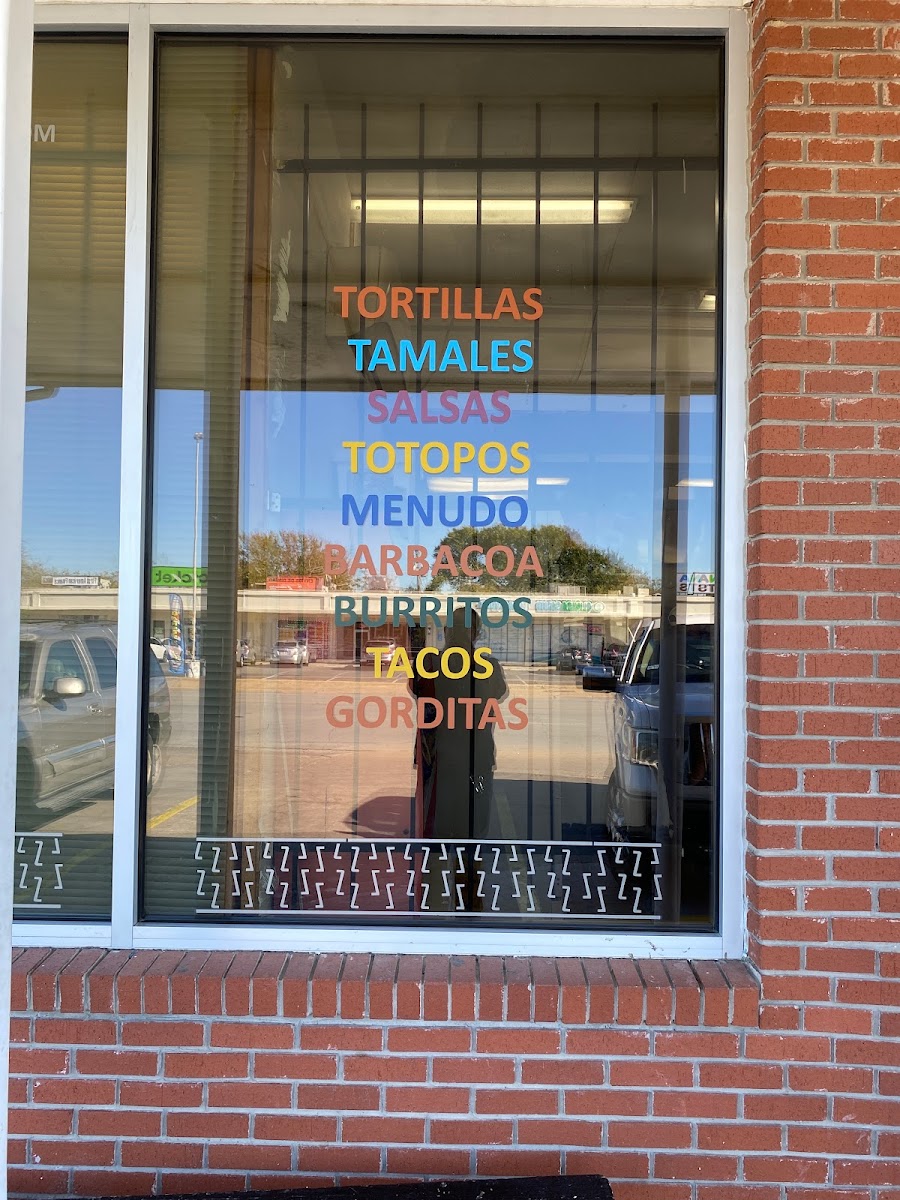 M
TORTILLAS
TAMALES
SALSAS
TOTOPOS
MENUDO
BARBACOA
BURRITOS
TACOS
GORDITAS